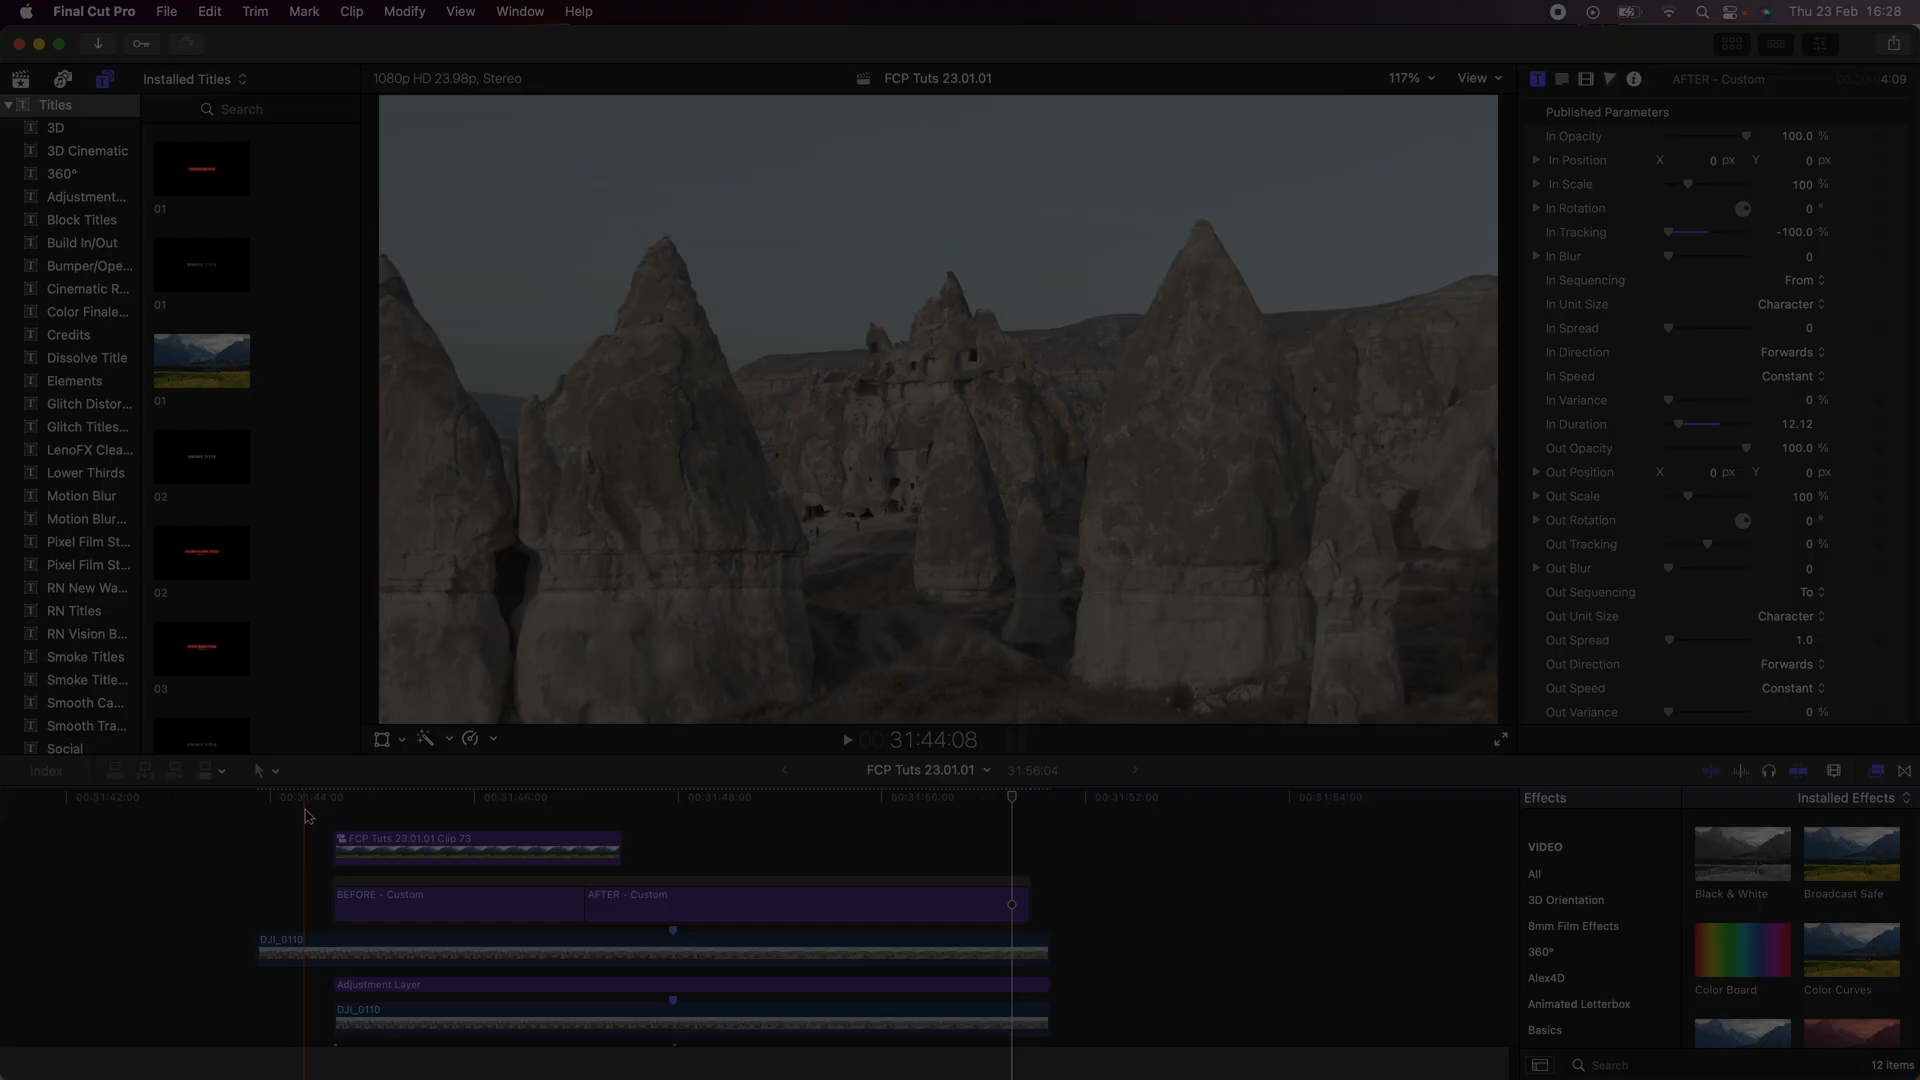 Final Cut Pro File Edit Trim Mark Clip Modify View Window Help Thu 23 Feb 16:28
Installed Titles
1080p HD 23.98p, Stereo
FCP Tuts 23.01.01
117%
View
AFTER - Custom
4:09
Titles
Search
3D
3D Cinematic
360°
Adjustment...
Block Titles
Build In/Out
Bumper/Ope...
Cinematic R...
Color Finale...
Credits
Dissolve Title
Elements
Glitch Distor...
Glitch Titles...
LenoFX Clea...
Lower Thirds
Motion Blur
Motion Blur...
Pixel Film St...
Pixel Film St...
RN New Wa...
RN Titles
RN Vision B...
Smoke Titles
Smoke Title...
Smooth Ca...
Smooth Tra...
Social
01
01
01
02
02
03
Published Parameters
In Opacity 100.0 %
In Position X 0 px Y 0 px
In Scale 100 %
In Rotation 0 °
In Tracking -100.0 %
In Blur 0
In Sequencing From
In Unit Size Character
In Spread 0
In Direction Forwards
In Speed Constant
In Variance 0 %
In Duration 12.12
Out Opacity 100.0 %
Out Position X 0 px Y 0 px
Out Scale 100 %
Out Rotation 0 °
Out Tracking 0 %
Out Blur 0
Out Sequencing To
Out Unit Size Character
Out Spread 1.0
Out Direction Forwards
Out Speed Constant
Out Variance 0 %
00 31:44:08
Index
FCP Tuts 23.01.01
31:56:04
00:31:42:00 00:31:44:00 00:31:46:00 00:31:48:00 00:31:50:00 00:31:52:00 00:31:54:00
FCP Tuts 23.01.01 Clip 73
BEFORE - Custom
AFTER - Custom
DJI_0110
Adjustment Layer
DJI_0110
Effects
Installed Effects
VIDEO
All
3D Orientation
8mm Film Effects
360°
Alex4D
Animated Letterbox
Basics
Black & White
Broadcast Safe
Color Board
Color Curves
Search
12 items